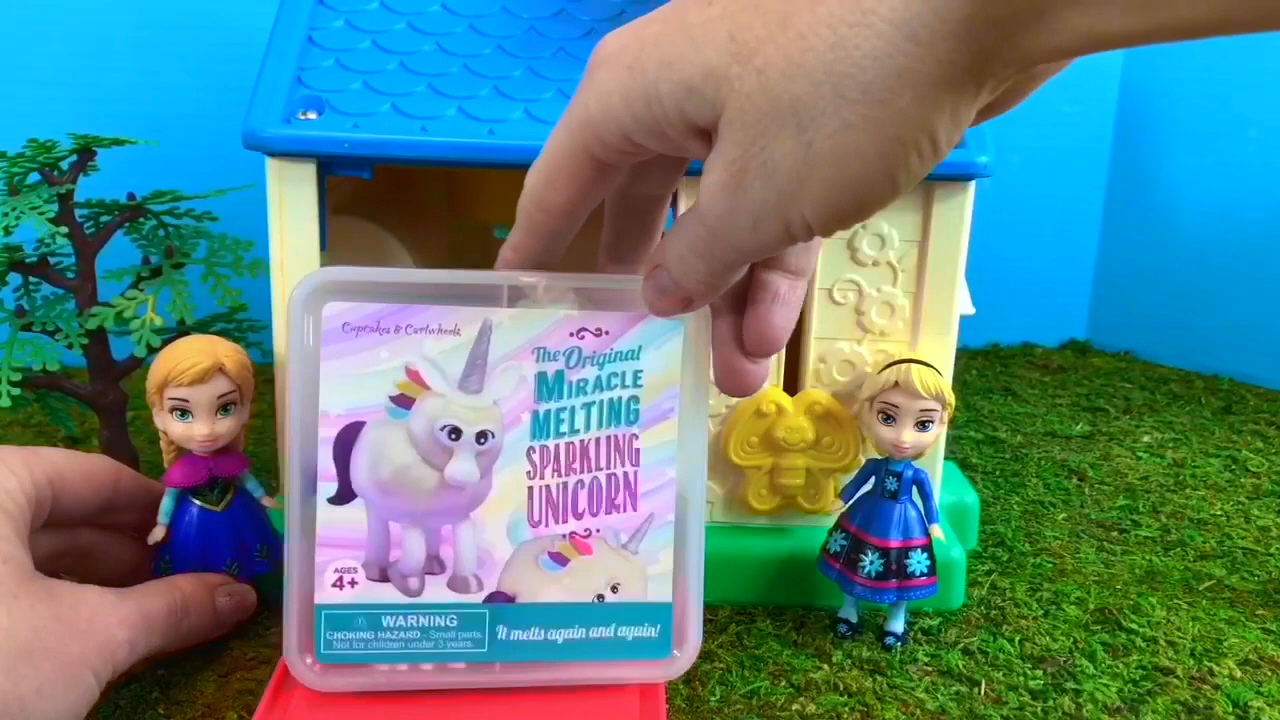 Cupcakes & Cartwheels
The Original
MIRACLE
MELTING
SPARKLING
UNICORN
AGES
4+
WARNING
CHOKING HAZARD - Small parts.
Not for children under 3 years.
It melts again and again!